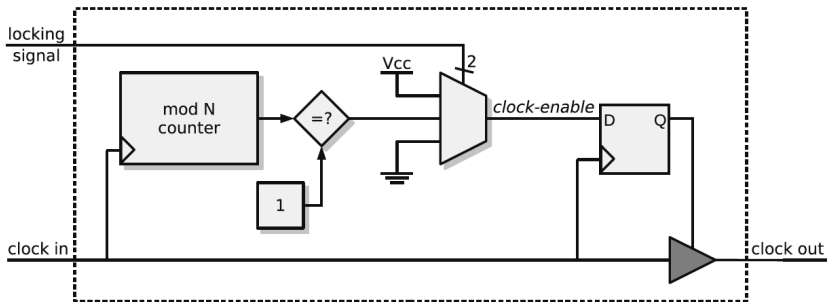 locking
signal
mod N
counter
=?
1
Vcc
2
clock-enable
D Q
clock in
clock out